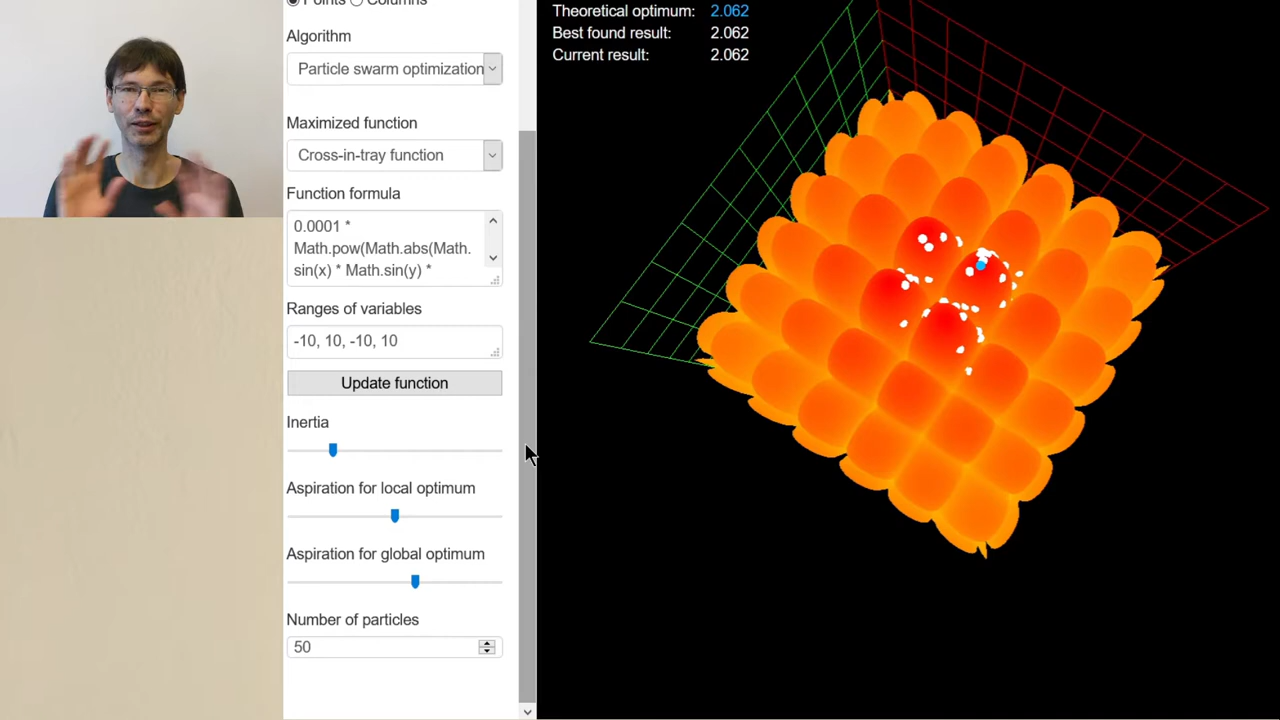 Points Columns
Algorithm
Particle swarm optimization
Maximized function
Cross-in-tray function
Function formula
0.0001 *
Math.pow(Math.abs(Math.
sin(x) * Math.sin(y) *
Ranges of variables
-10, 10, -10, 10
Update function
Inertia
Aspiration for local optimum
Aspiration for global optimum
Number of particles
50
Theoretical optimum: 2.062
Best found result: 2.062
Current result: 2.062